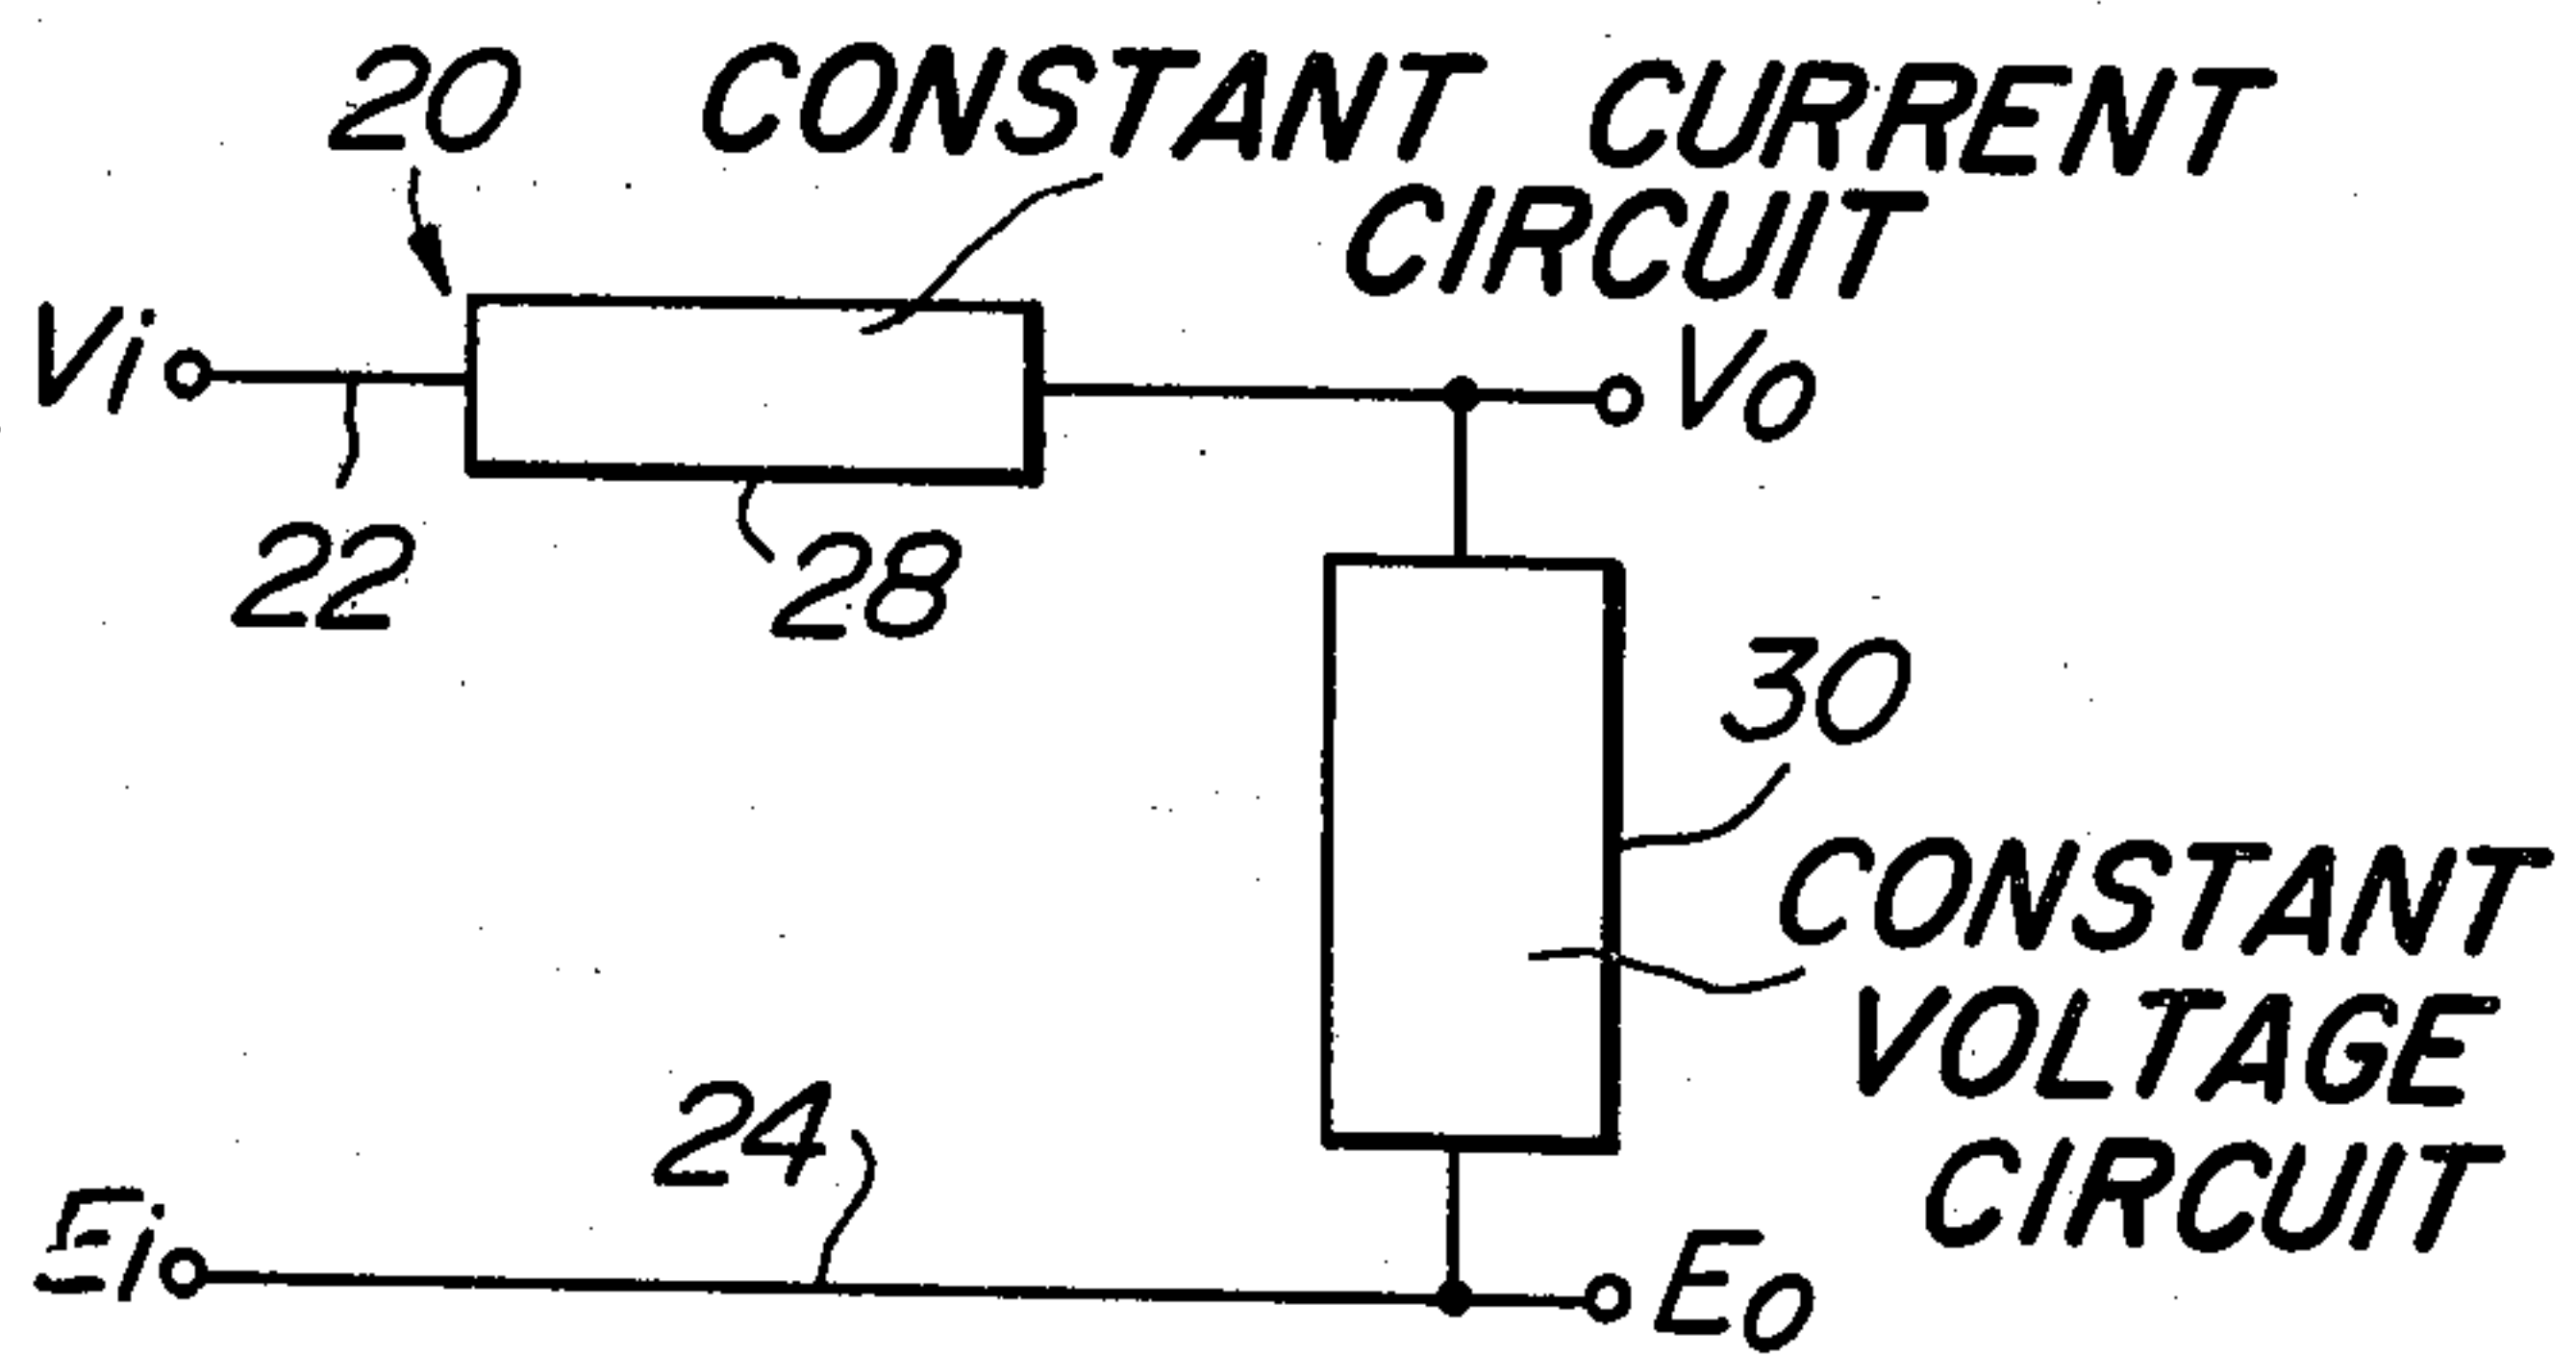 20
CONSTANT CURRENT
CIRCUIT
Vi
Vo
22
28
30
CONSTANT
VOLTAGE
CIRCUIT
24
Ei
Eo